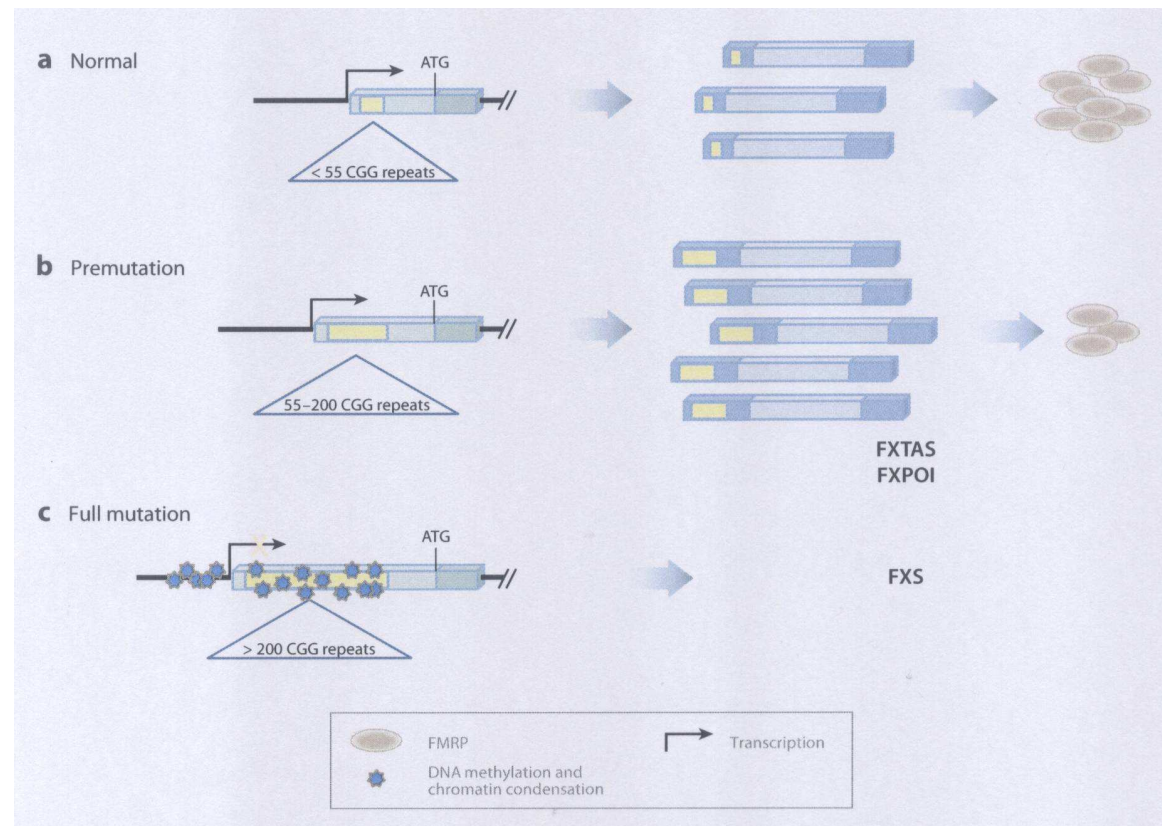 a Normal
ATG
< 55 CGG repeats
b Premutation
ATG
55–200 CGG repeats
FXTAS
FXPOI
c Full mutation
ATG
FXS
> 200 CGG repeats
FMRP
Transcription
DNA methylation and
chromatin condensation